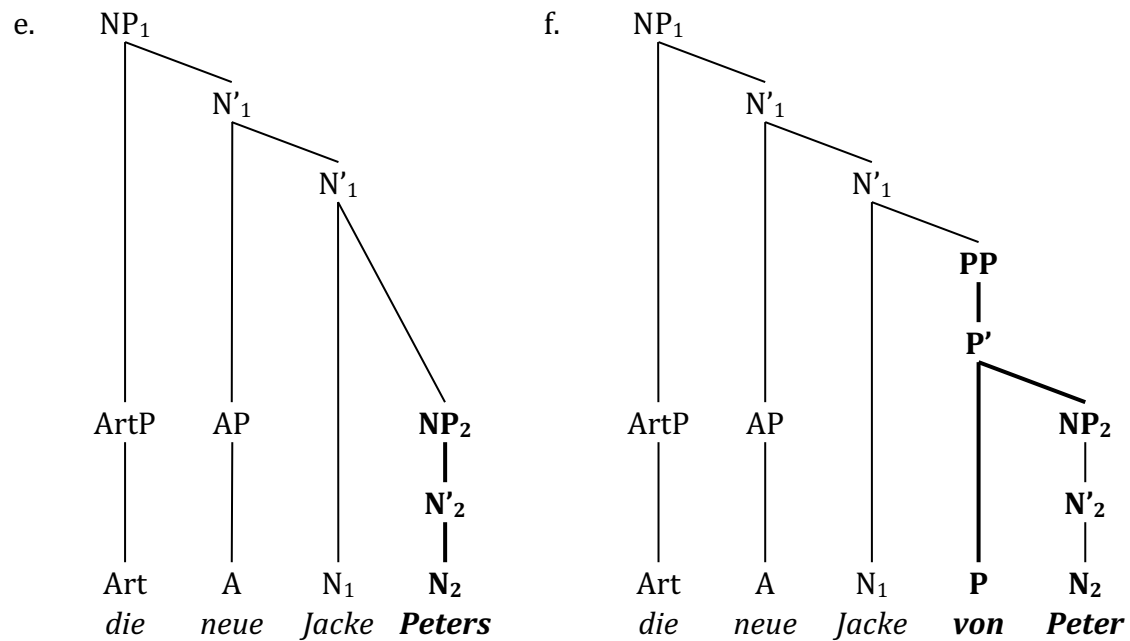 e. NP₁ f. NP₁
N’₁ N’₁
N’₁ N’₁
PP
P’
ArtP AP NP₂ ArtP AP NP₂
N’₂ N’₂
Art A N₁ N₂ Art A N₁ P N₂
die neue Jacke Peters die neue Jacke von Peter